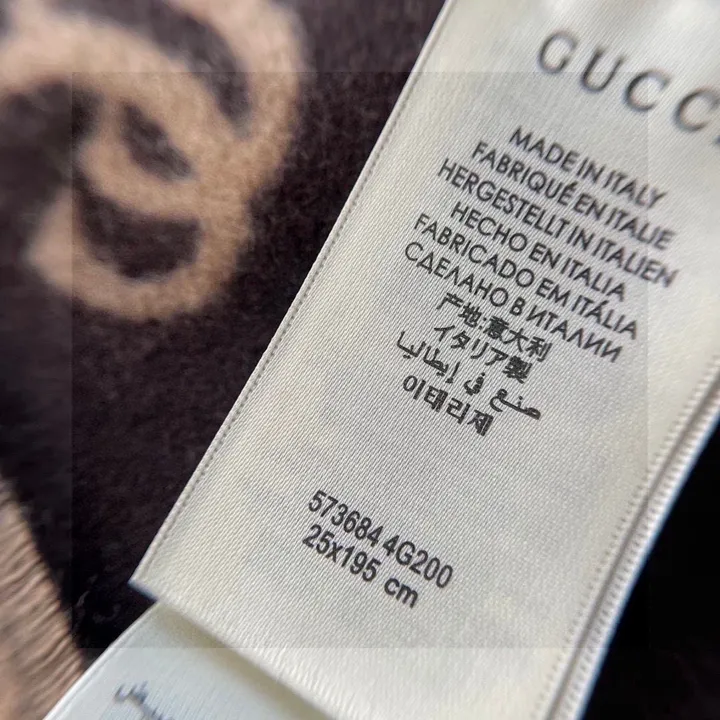 GUCCI
MADE IN ITALY
FABRIQUÉ EN ITALIE
HERGESTELLT IN ITALIEN
HECHO EN ITALIA
FABRICADO EM ITÁLIA
СДЕЛАНО В ИТАЛИИ
产地:意大利
イタリア製
صنع في إيطاليا
이태리제
573684 4G200
25x195 cm